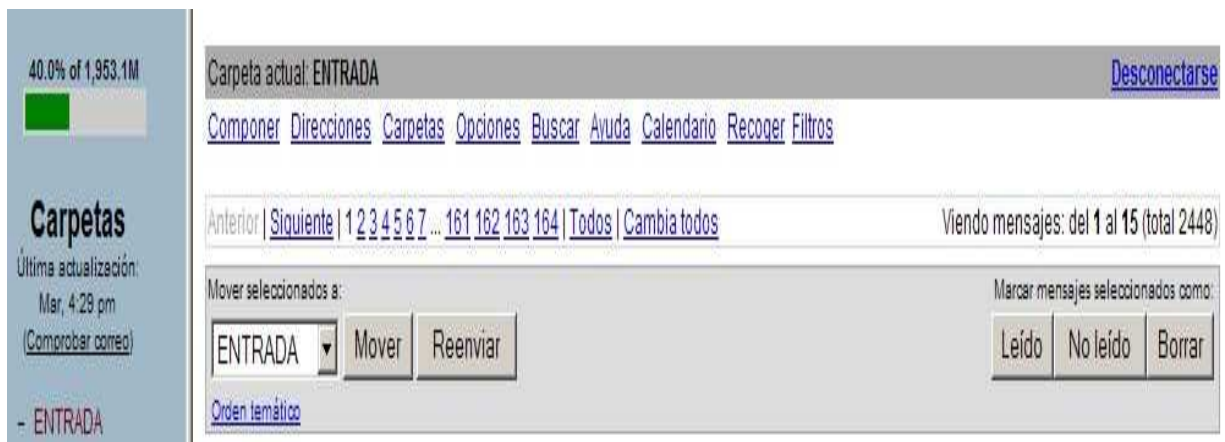 40.0% of 1,953.1M
Carpetas
Última actualización:
Mar, 4:29 pm
(Comprobar correo)
- ENTRADA
Carpeta actual: ENTRADA
Desconectarse
Componer Direcciones Carpetas Opciones Buscar Ayuda Calendario Recoger Filtros
Anterior | Siguiente | 1 2 3 4 5 6 7 ... 161 162 163 164 | Todos | Cambia todos
Viendo mensajes: del 1 al 15 (total 2448)
Mover seleccionados a:
Marcar mensajes seleccionados como:
ENTRADA Mover Reenviar
Leído No leído Borrar
Orden temático